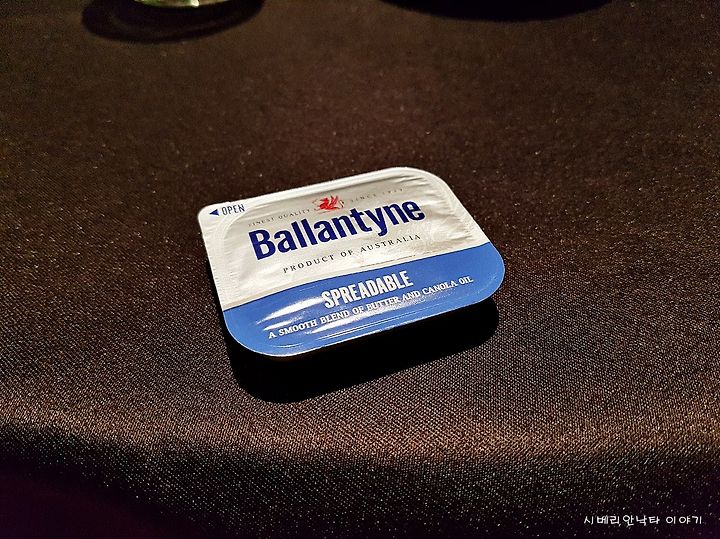 ◀ OPEN
FINEST QUALITY SINCE
Ballantyne
PRODUCT OF AUSTRALIA
SPREADABLE
A SMOOTH BLEND OF BUTTER AND CANOLA OIL
시베리안낙타 이야기